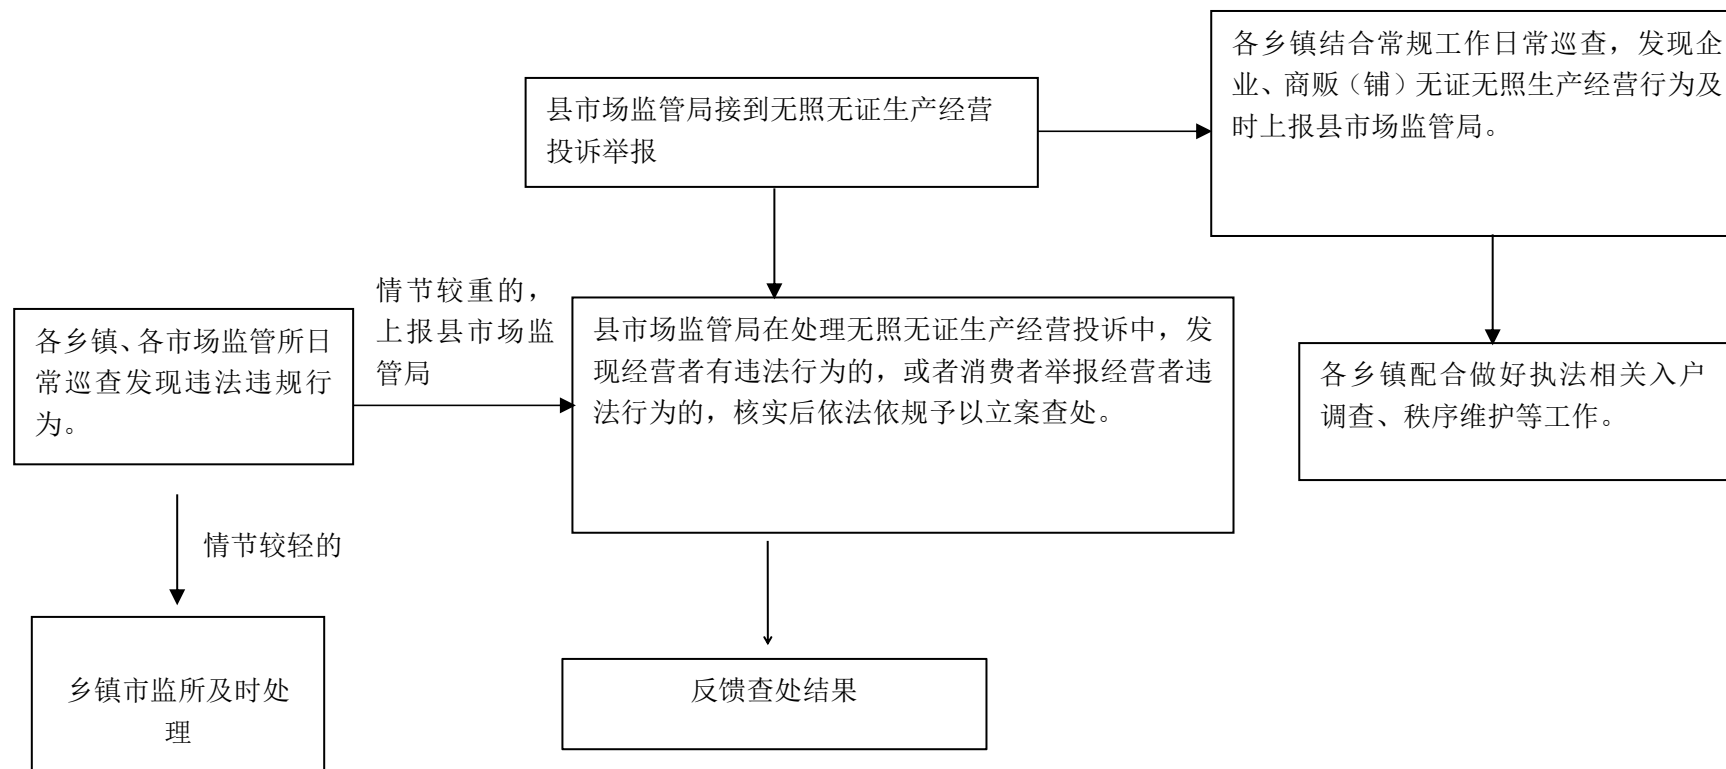 各乡镇结合常规工作日常巡查，发现企
业、商贩（铺）无证无照生产经营行为及
时上报县市场监管局。
县市场监管局接到无照无证生产经营
投诉举报
情节较重的，
上报县市场监
管局
各乡镇、各市场监管所日
常巡查发现违法违规行
为。
县市场监管局在处理无照无证生产经营投诉中，发
现经营者有违法行为的，或者消费者举报经营者违
法行为的，核实后依法依规予以立案查处。
各乡镇配合做好执法相关入户
调查、秩序维护等工作。
情节较轻的
乡镇市监所及时处
理
反馈查处结果